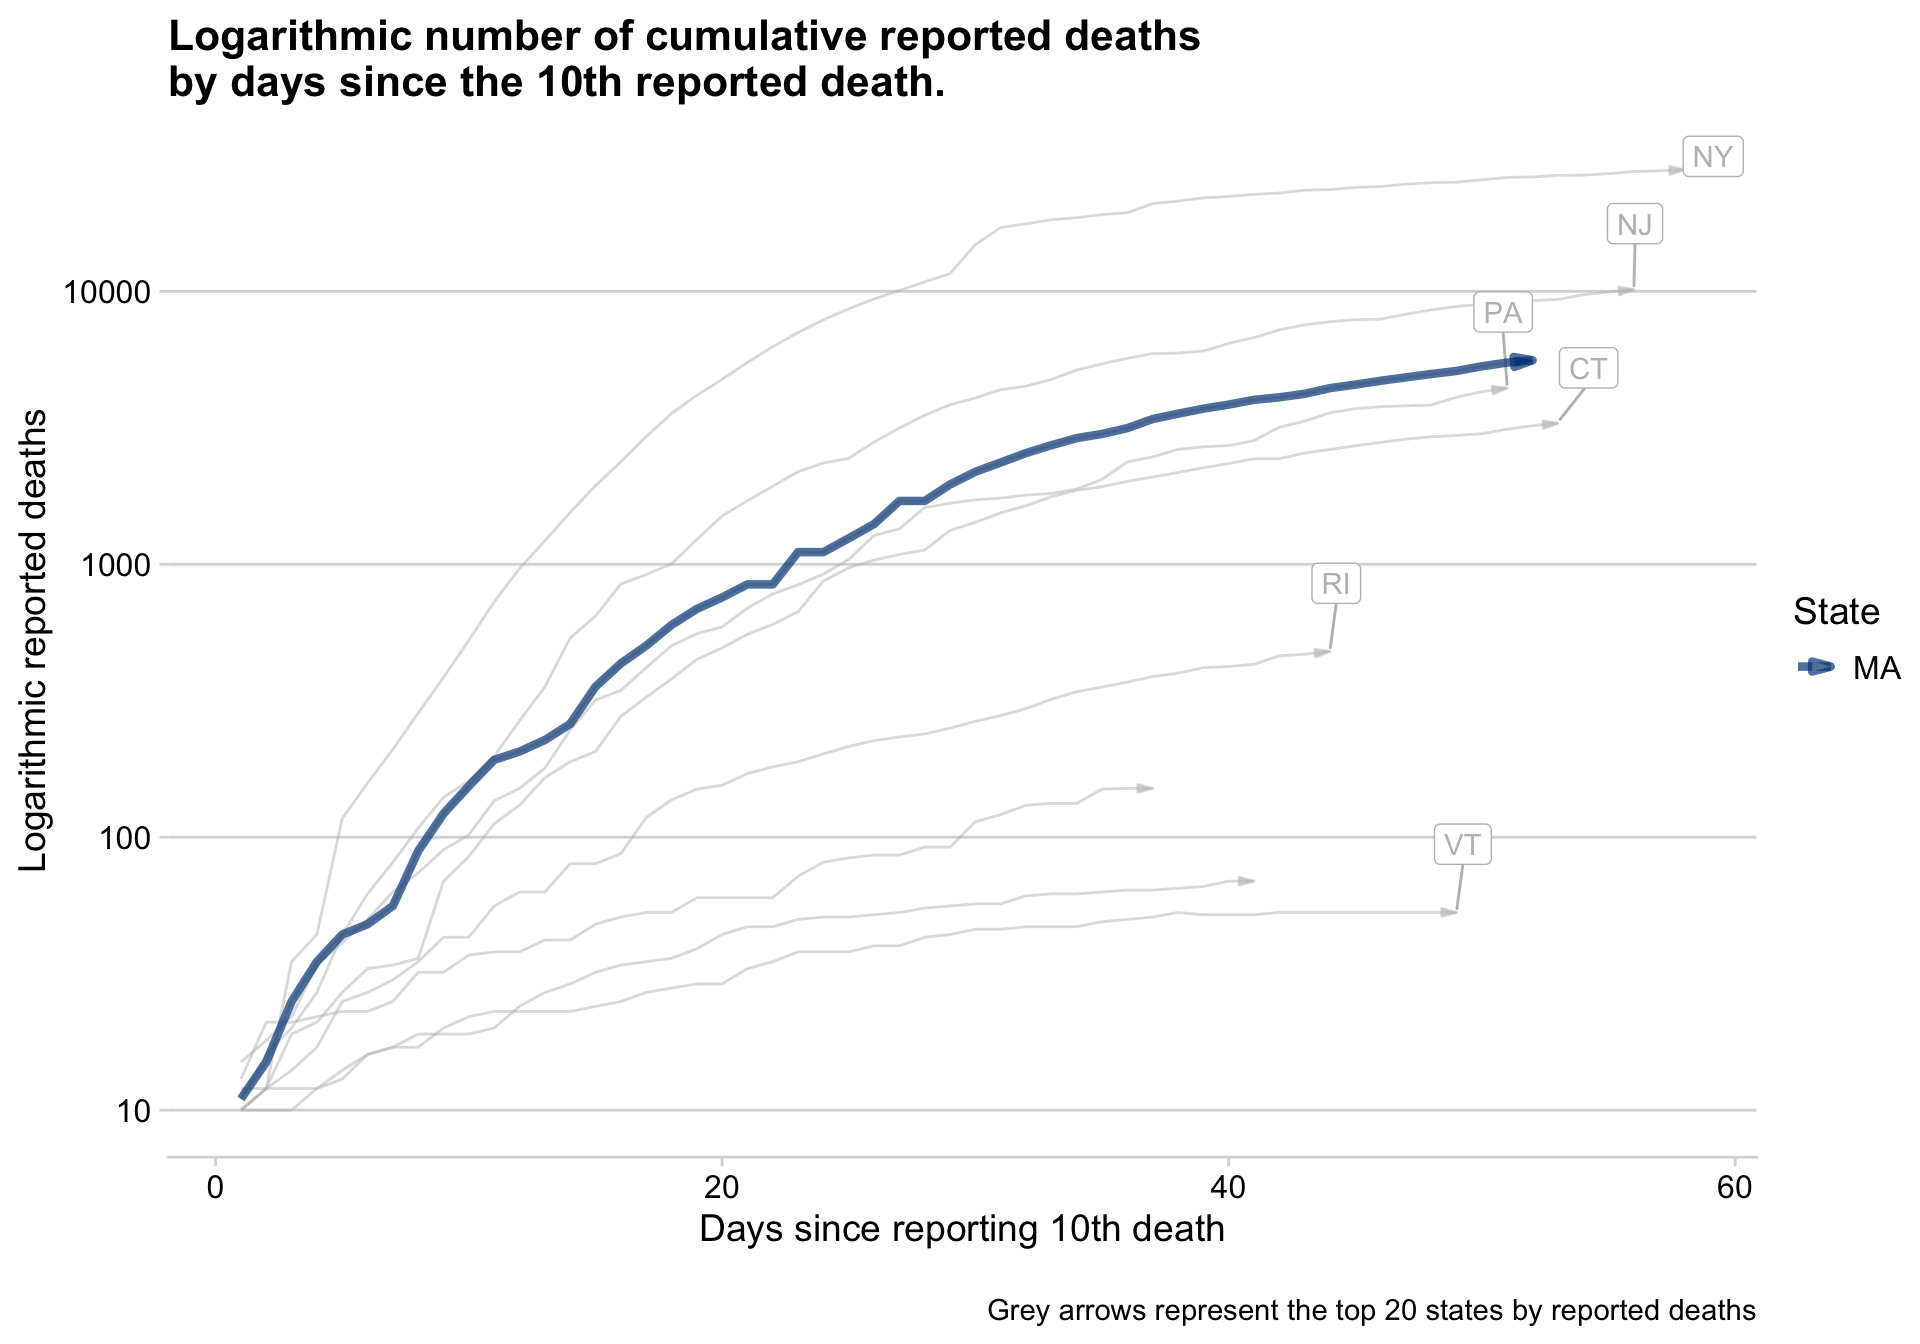 Logarithmic number of cumulative reported deaths
by days since the 10th reported death.
NY
NJ
10000
PA
CT
1000
RI
100
VT
10
Logarithmic reported deaths
State
MA
0
20
40
60
Days since reporting 10th death
Grey arrows represent the top 20 states by reported deaths